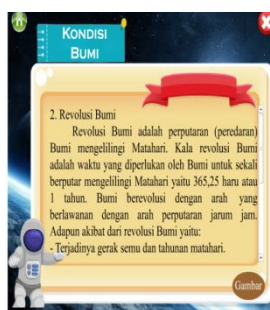 KONDISI
BUMI
2. Revolusi Bumi
Revolusi Bumi adalah perputaran (peredaran)
Bumi mengelilingi Matahari. Kala revolusi Bumi
adalah waktu yang diperlukan oleh Bumi untuk sekali
berputar mengelilingi Matahari yaitu 365,25 haru atau
1 tahun. Bumi berevolusi dengan arah yang
berlawanan dengan arah perputaran jarum jam.
Adapun akibat dari revolusi Bumi yaitu:
- Terjadinya gerak semu dan tahunan matahari.
Gambar